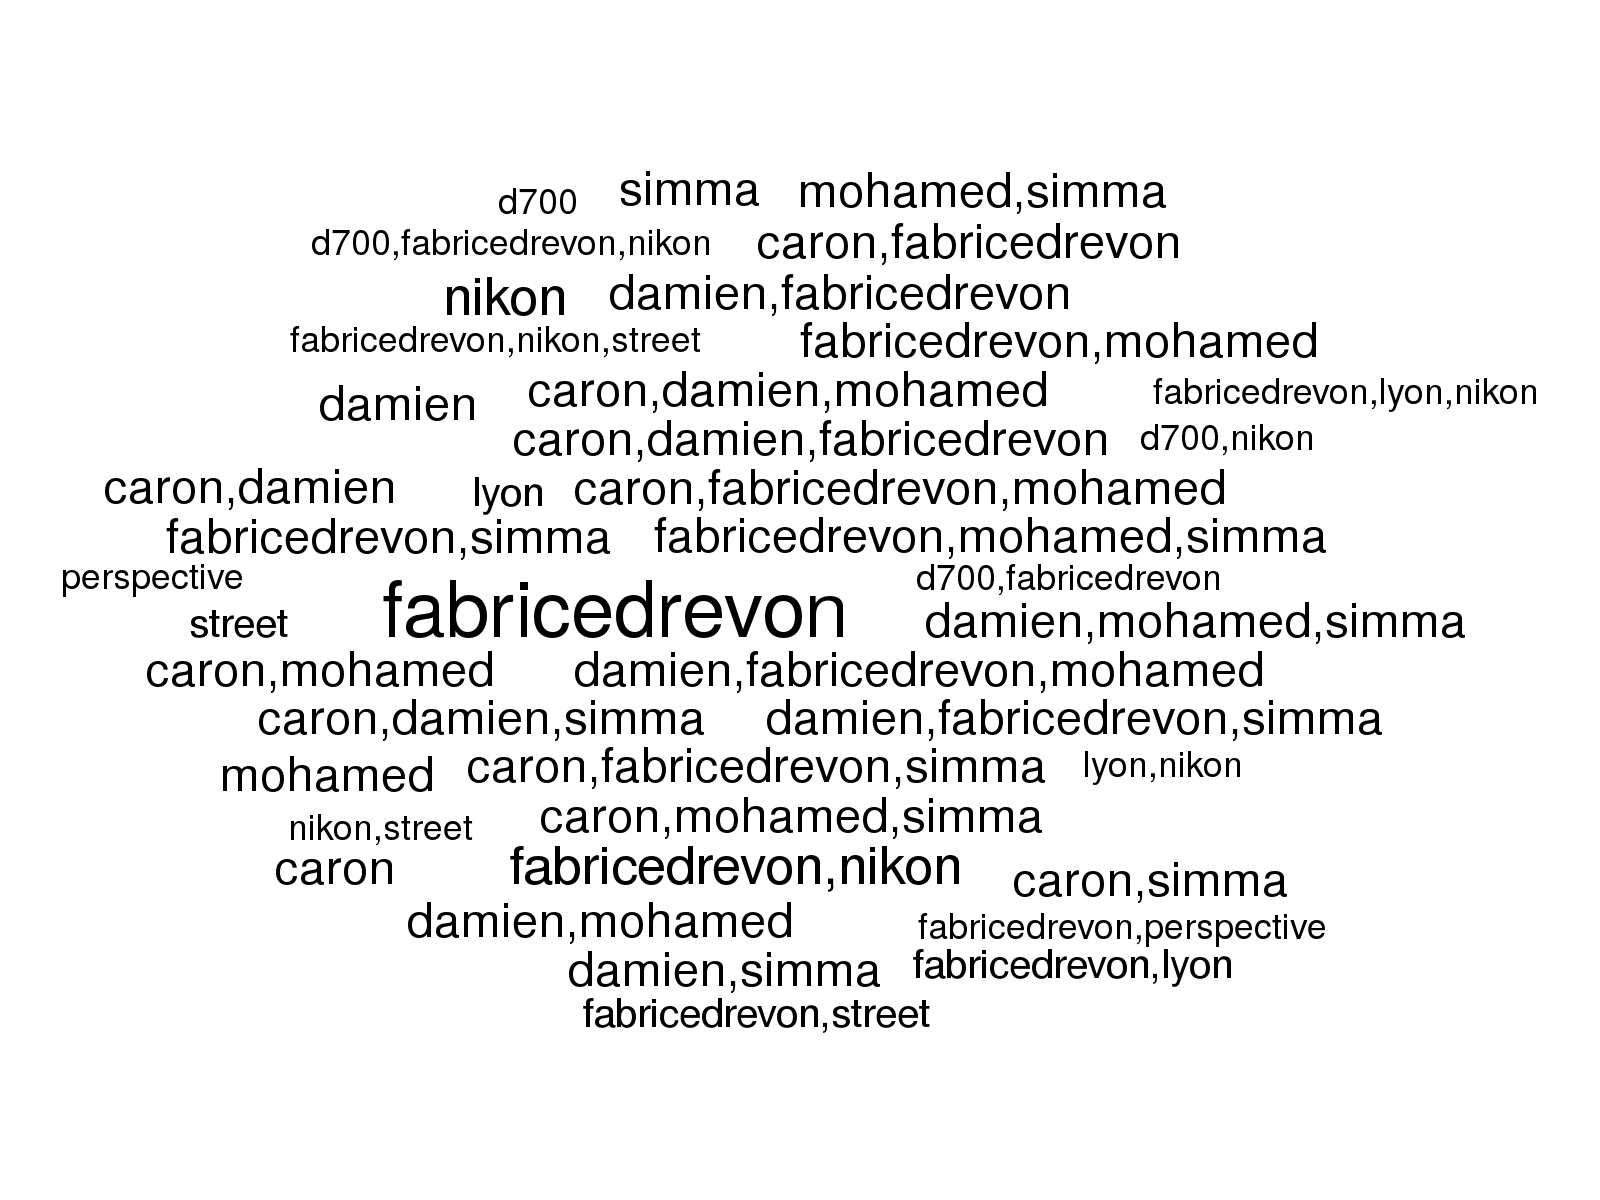 d700 simma mohamed,simma
d700,fabricedrevon,nikon caron,fabricedrevon
nikon damien,fabricedrevon
fabricedrevon,nikon,street fabricedrevon,mohamed
damien caron,damien,mohamed fabricedrevon,lyon,nikon
caron,damien,fabricedrevon d700,nikon
caron,damien lyon caron,fabricedrevon,mohamed
fabricedrevon,simma fabricedrevon,mohamed,simma
perspective d700,fabricedrevon
street fabricedrevon damien,mohamed,simma
caron,mohamed damien,fabricedrevon,mohamed
caron,damien,simma damien,fabricedrevon,simma
mohamed caron,fabricedrevon,simma lyon,nikon
nikon,street caron,mohamed,simma
caron fabricedrevon,nikon caron,simma
damien,mohamed fabricedrevon,perspective
damien,simma fabricedrevon,lyon
fabricedrevon,street